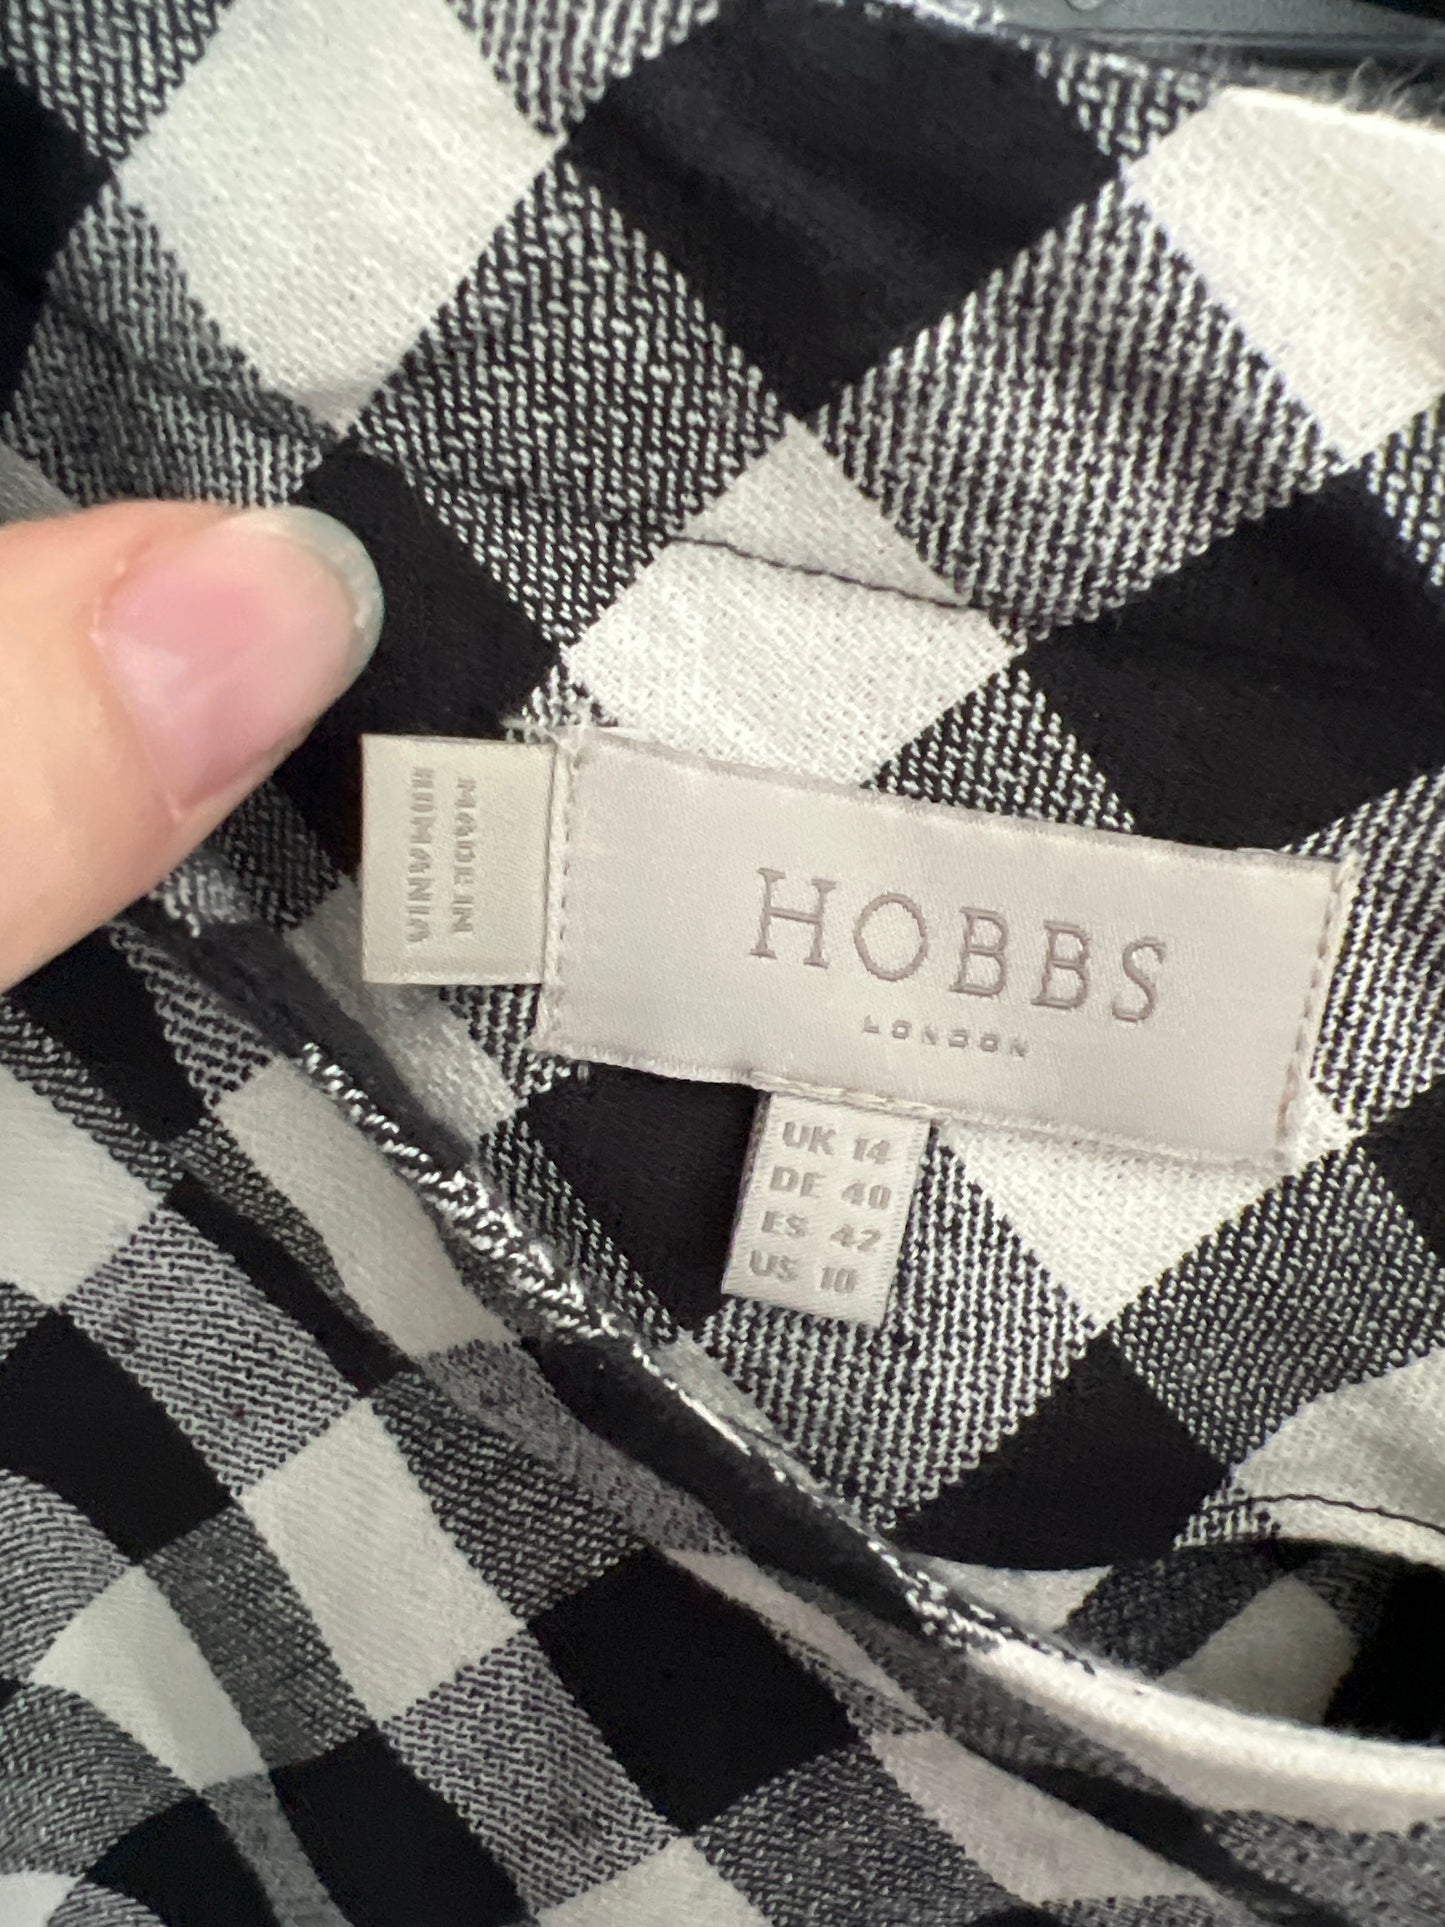 MADE IN
ROMANIA
HOBBS
LONDON
UK 14
DE 40
ES 42
US 10